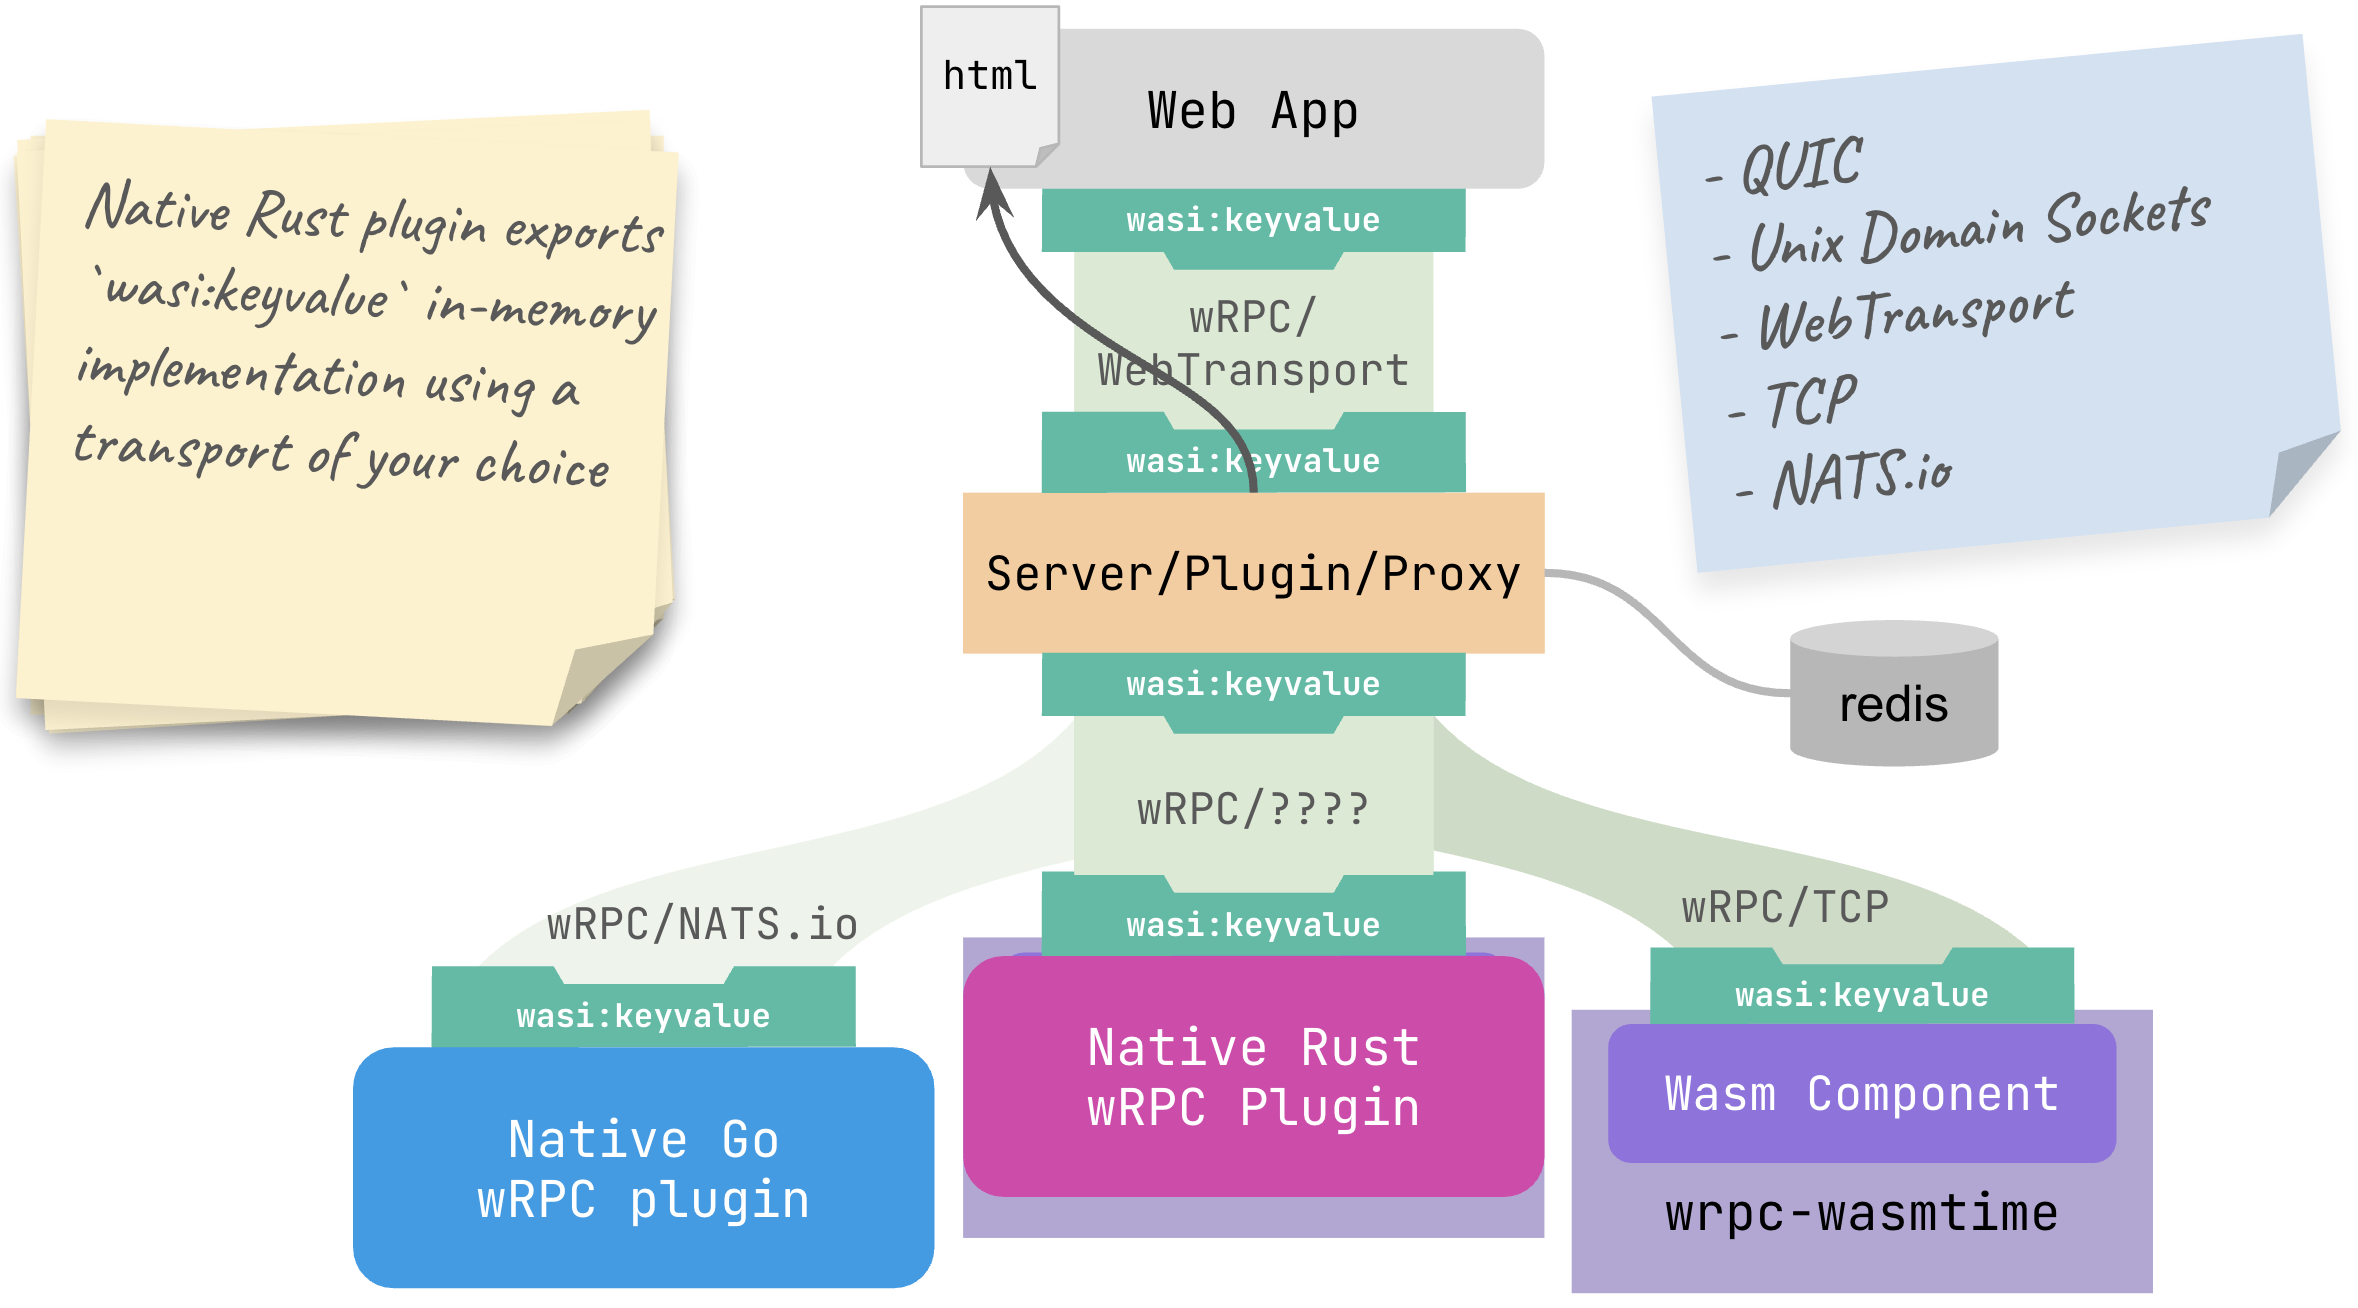 html
Web App
wasi:keyvalue
wRPC/
WebTransport
wasi:keyvalue
Server/Plugin/Proxy
wasi:keyvalue
Native Rust plugin exports
`wasi:keyvalue` in-memory
implementation using a
transport of your choice
- QUIC
- Unix Domain Sockets
- WebTransport
- TCP
- NATS.io
redis
wRPC/????
wRPC/NATS.io
wRPC/TCP
wasi:keyvalue
Native Go
wRPC plugin
wasi:keyvalue
Native Rust
wRPC Plugin
wasi:keyvalue
Wasm Component
wrpc-wasmtime